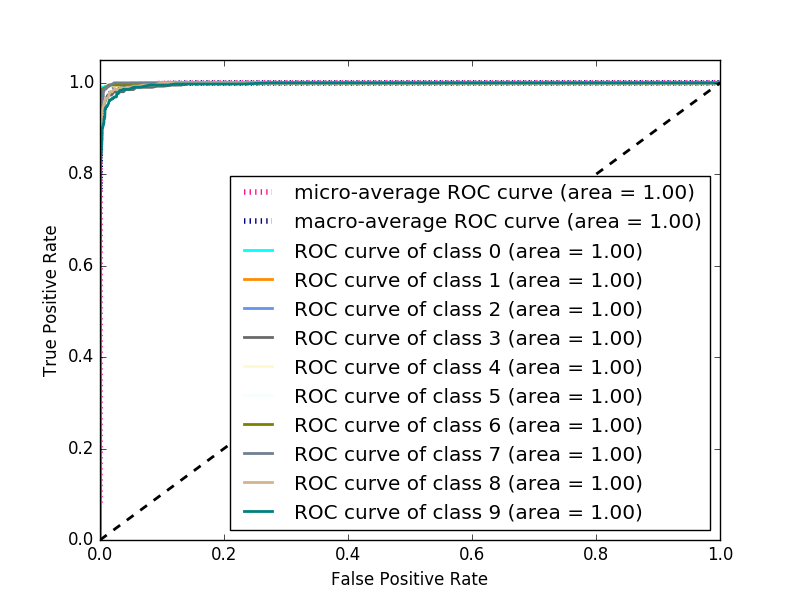 1.0
0.8
0.6
0.4
0.2
0.0
True Positive Rate
micro-average ROC curve (area = 1.00)
macro-average ROC curve (area = 1.00)
ROC curve of class 0 (area = 1.00)
ROC curve of class 1 (area = 1.00)
ROC curve of class 2 (area = 1.00)
ROC curve of class 3 (area = 1.00)
ROC curve of class 4 (area = 1.00)
ROC curve of class 5 (area = 1.00)
ROC curve of class 6 (area = 1.00)
ROC curve of class 7 (area = 1.00)
ROC curve of class 8 (area = 1.00)
ROC curve of class 9 (area = 1.00)
0.0 0.2 0.4 0.6 0.8 1.0
False Positive Rate